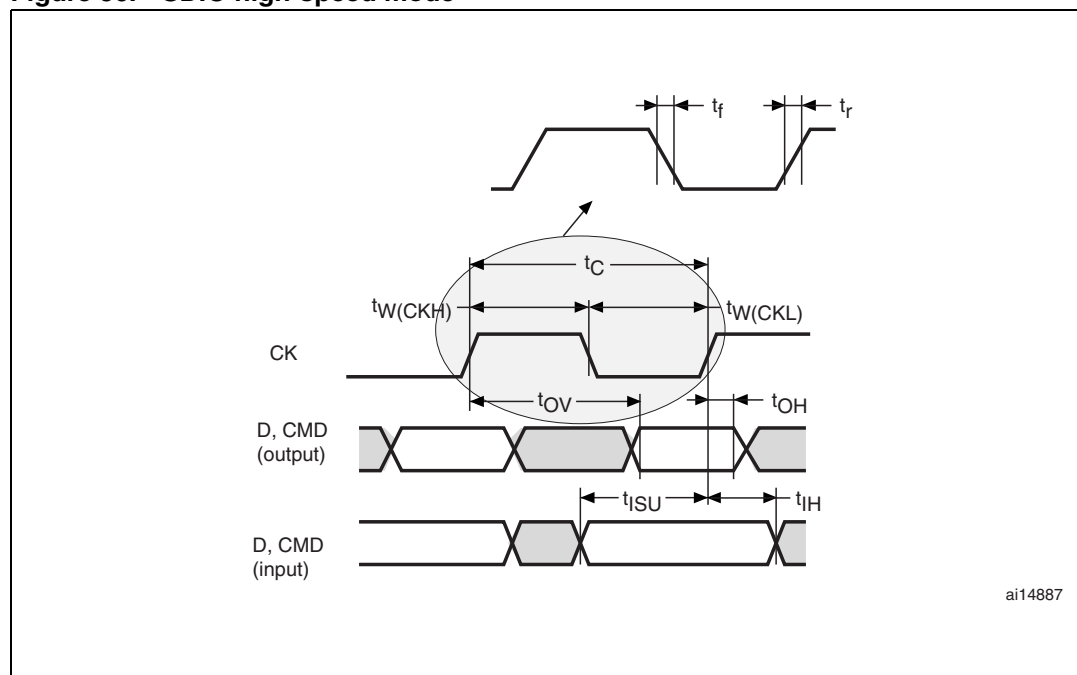 Figure SDIO high-speed mode
tf
tr
tC
tW(CKH)
tW(CKL)
CK
tOV
tOH
D, CMD
(output)
tISU
tIH
D, CMD
(input)
ai14887